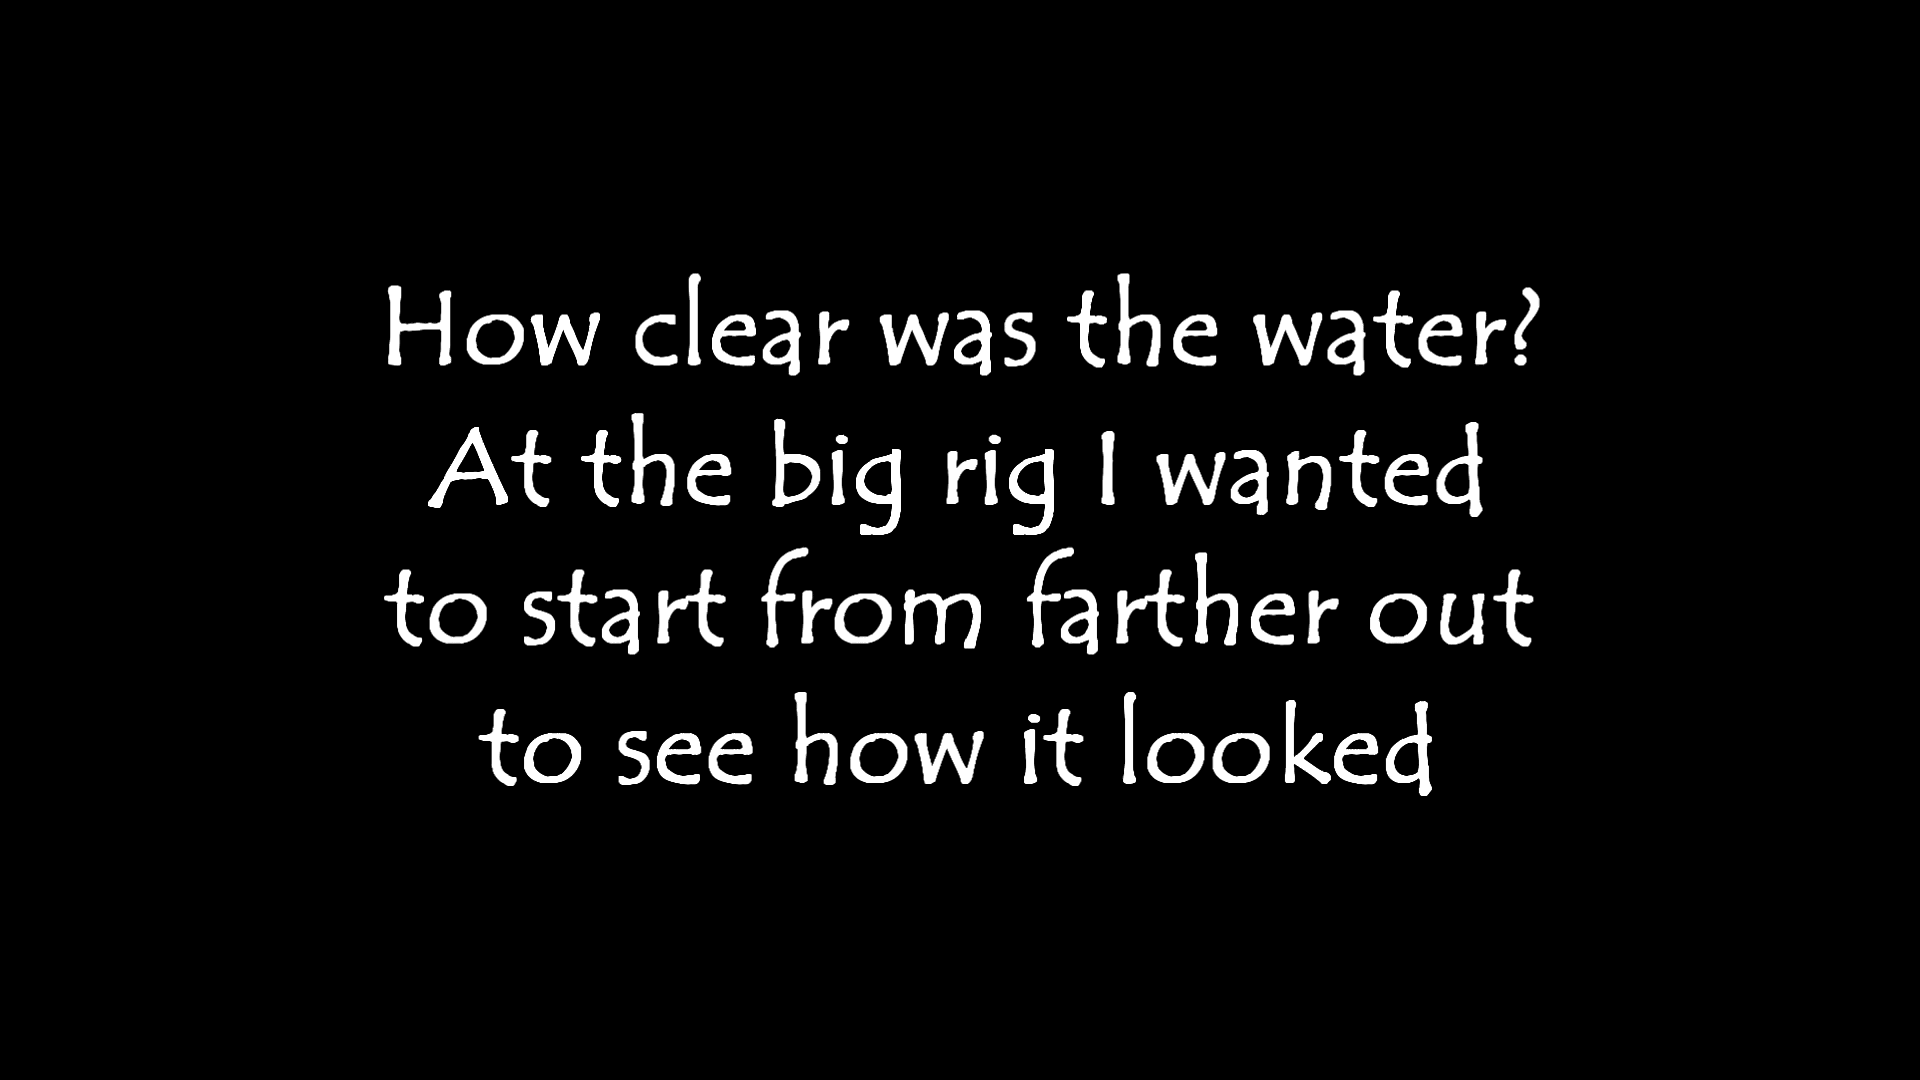 How clear was the water?
At the big rig I wanted
to start from farther out
to see how it looked